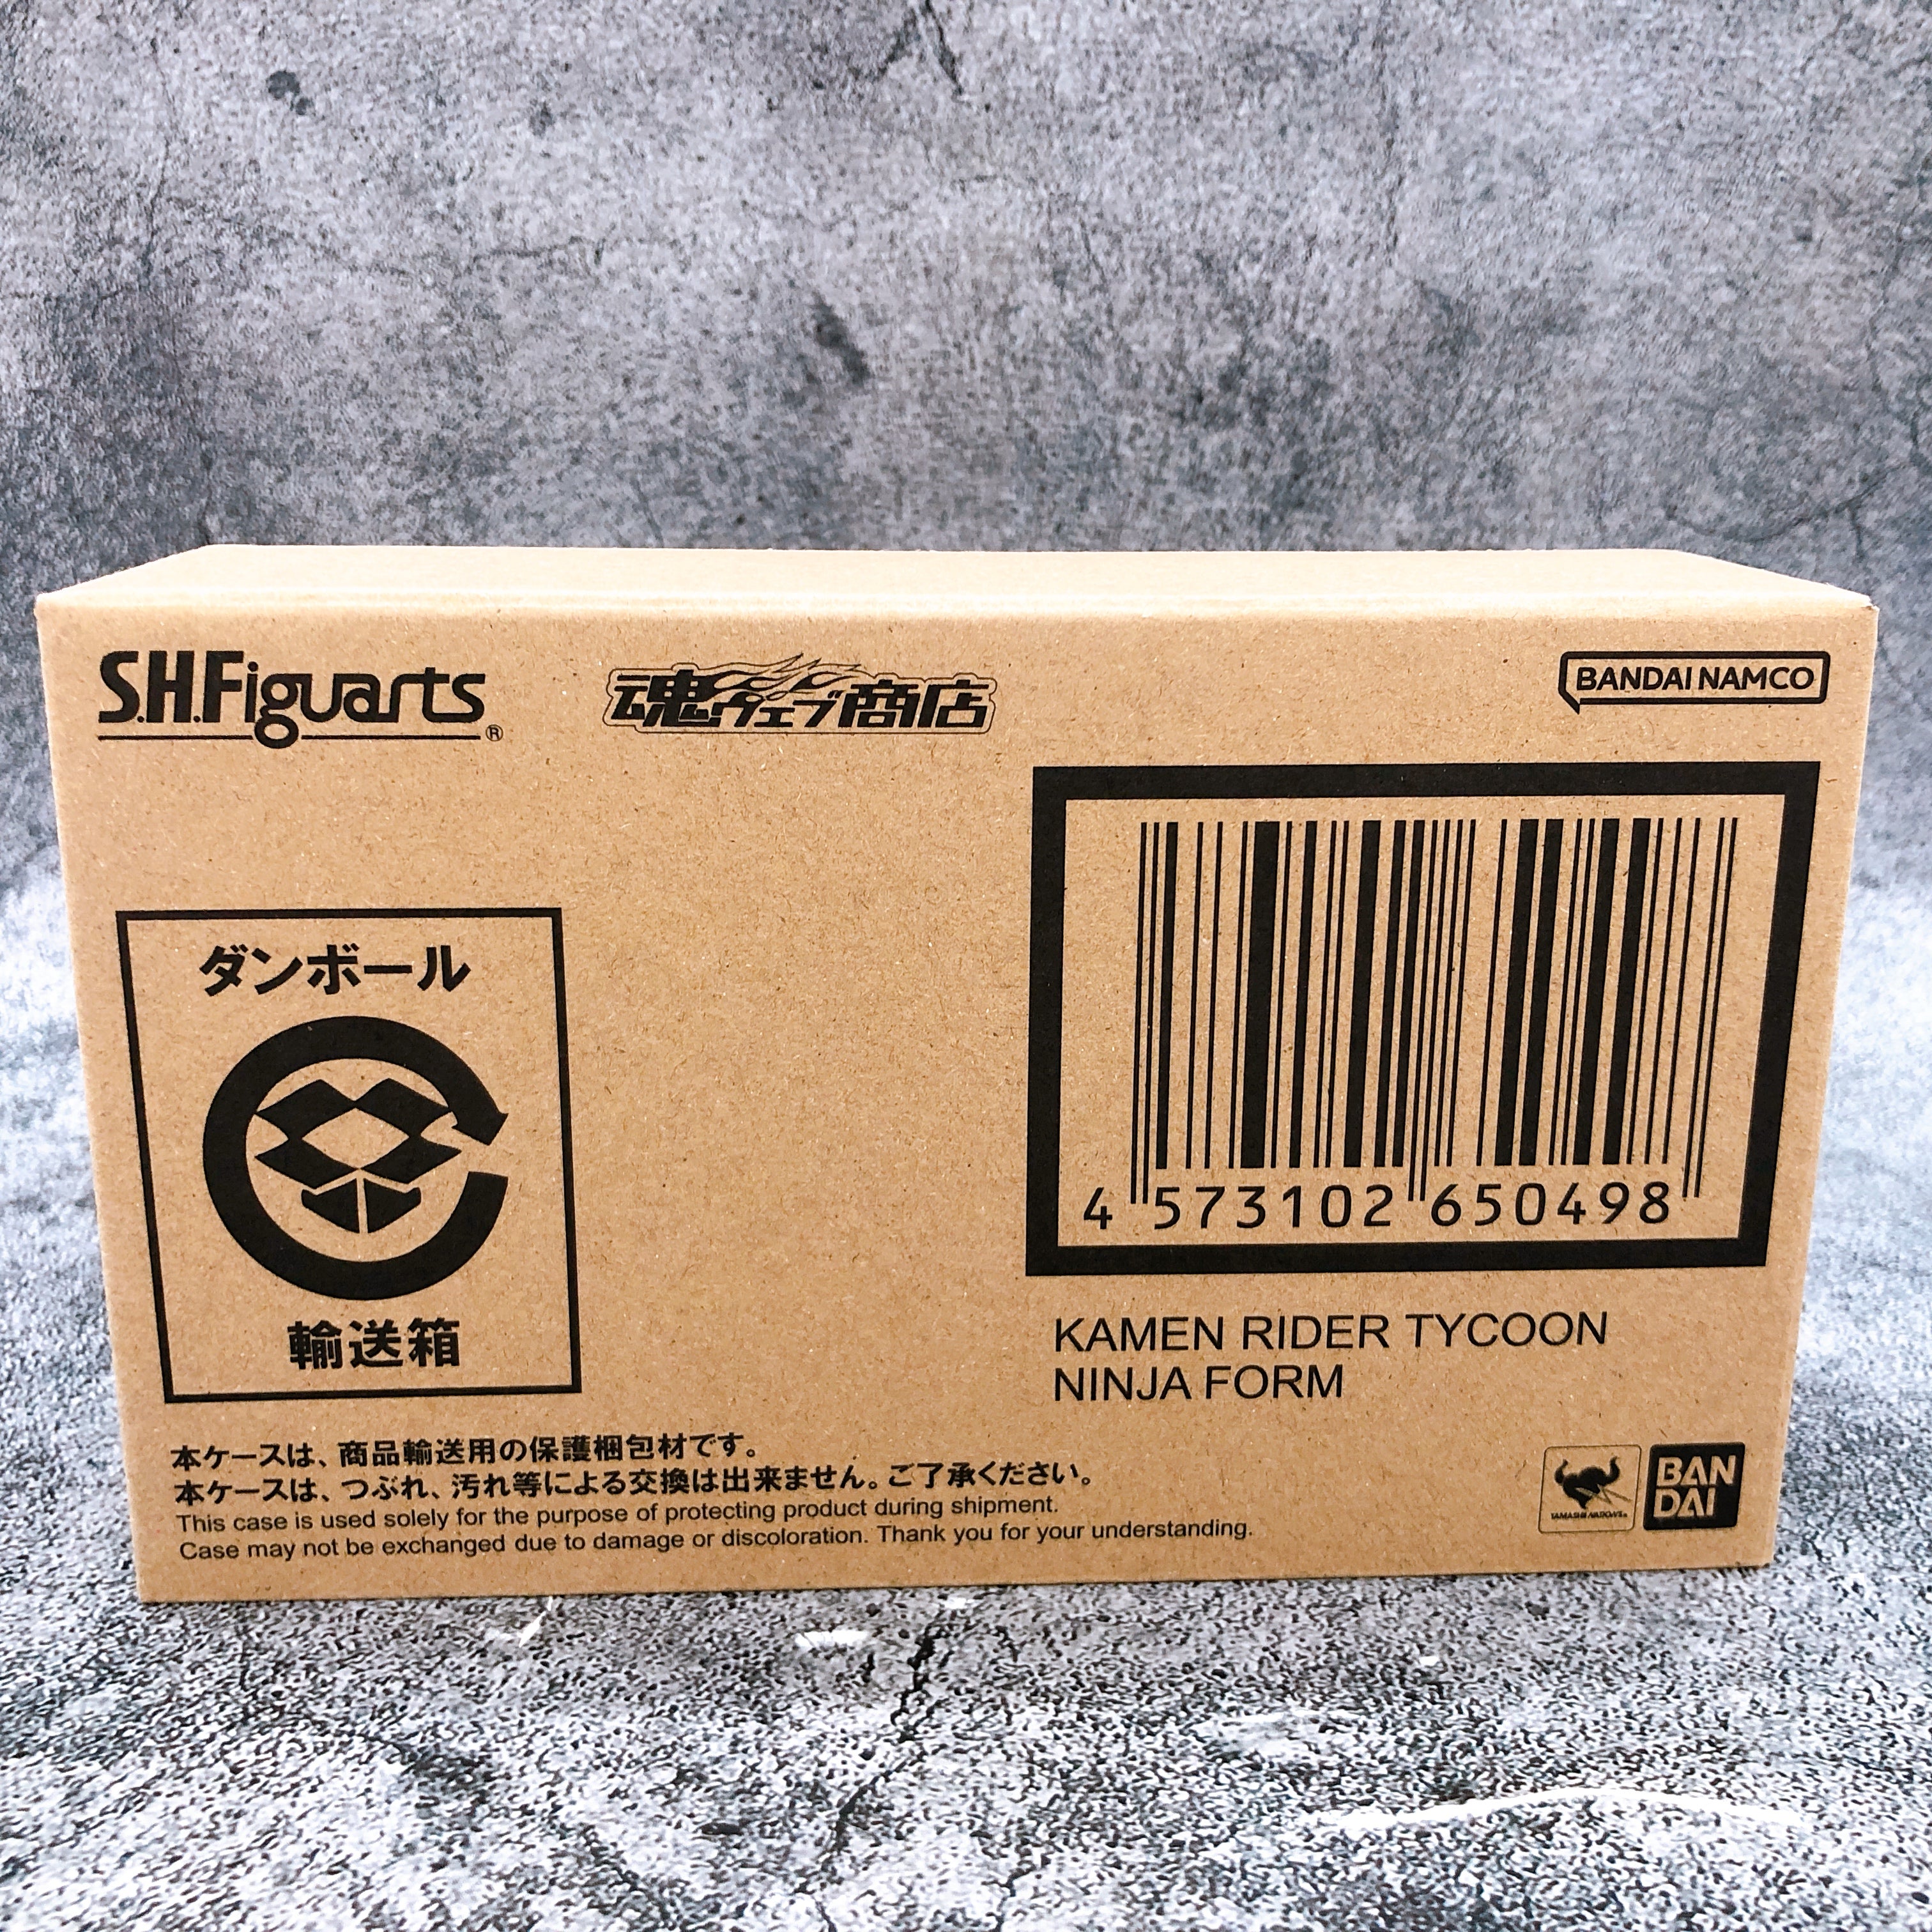 S.H.Figuarts®
魂ウェブ商店
BANDAI NAMCO
ダンボール
輸送箱
4 573102 650498
KAMEN RIDER TYCOON
NINJA FORM
本ケースは、商品輸送用の保護梱包材です。
本ケースは、つぶれ、汚れ等による交換は出来ません。ご了承ください。
This case is used solely for the purpose of protecting product during shipment.
Case may not be exchanged due to damage or discoloration. Thank you for your understanding.
TAMASHII NATIONS
BAN
DAI